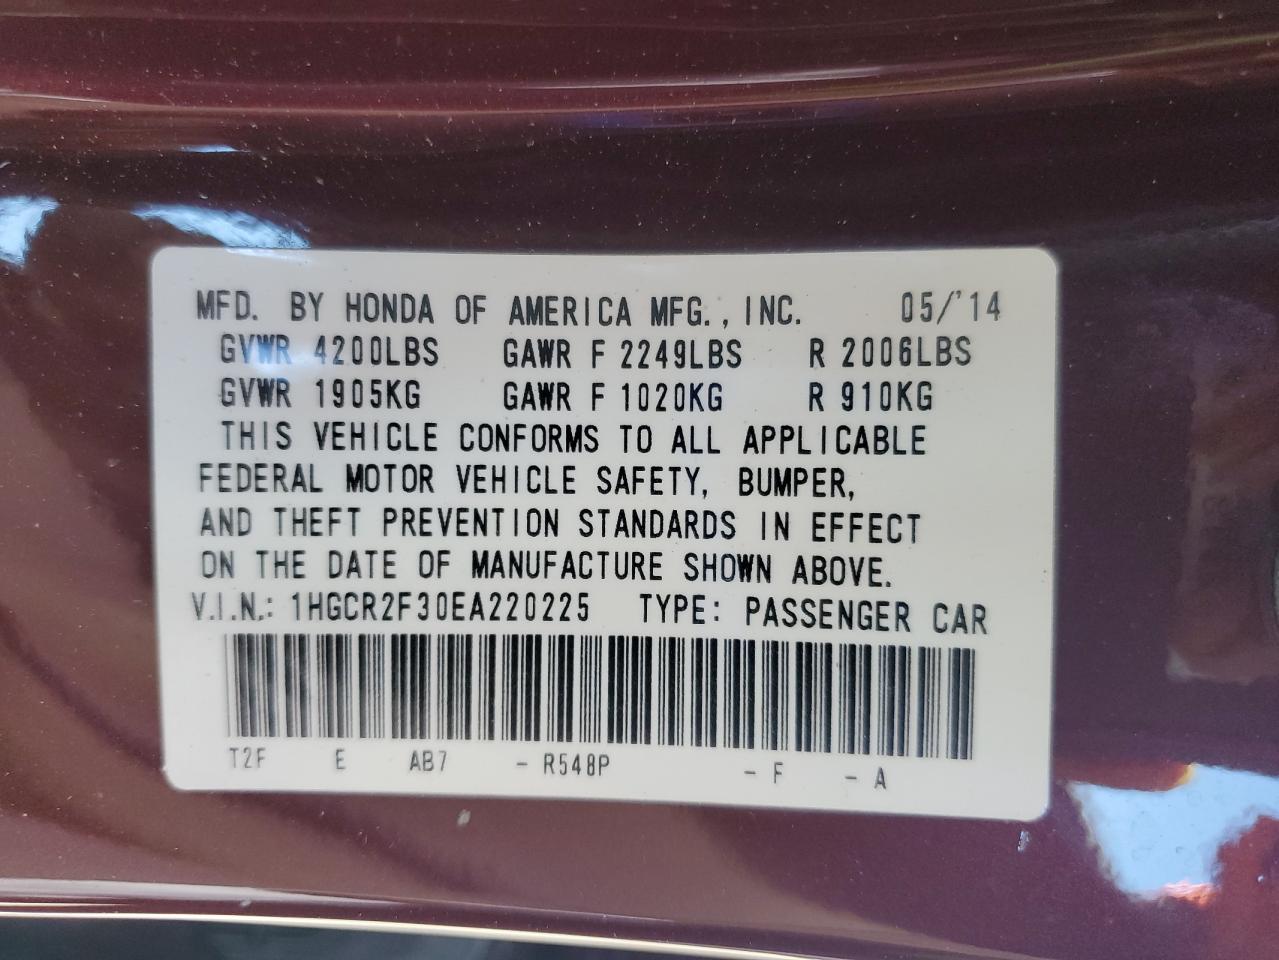 MFD. BY HONDA OF AMERICA MFG., INC. 05/'14
GVWR 4200LBS GAWR F 2249LBS R 2006LBS
GVWR 1905KG GAWR F 1020KG R 910KG
THIS VEHICLE CONFORMS TO ALL APPLICABLE
FEDERAL MOTOR VEHICLE SAFETY, BUMPER,
AND THEFT PREVENTION STANDARDS IN EFFECT
ON THE DATE OF MANUFACTURE SHOWN ABOVE.
V.I.N.: 1HGCR2F30EA220225 TYPE: PASSENGER CAR
T2F E AB7 - R548P - F - A